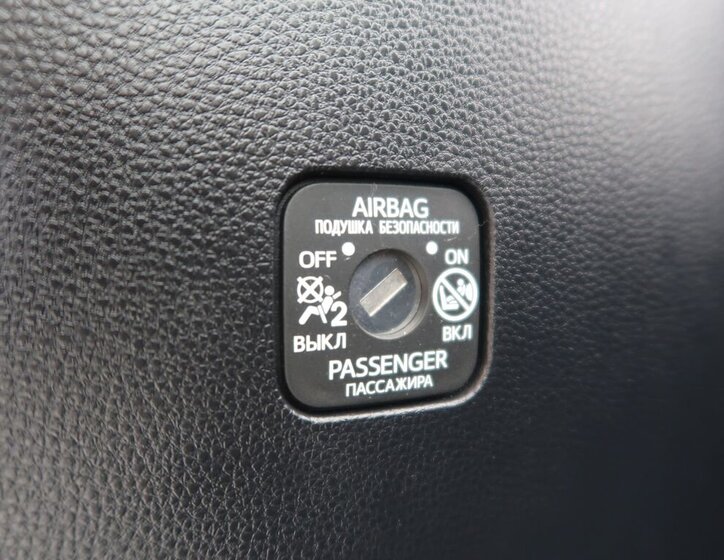 AIRBAG
ПОДУШКА БЕЗОПАСНОСТИ
OFF ON
2
ВЫКЛ ВКЛ
PASSENGER
ПАССАЖИРА